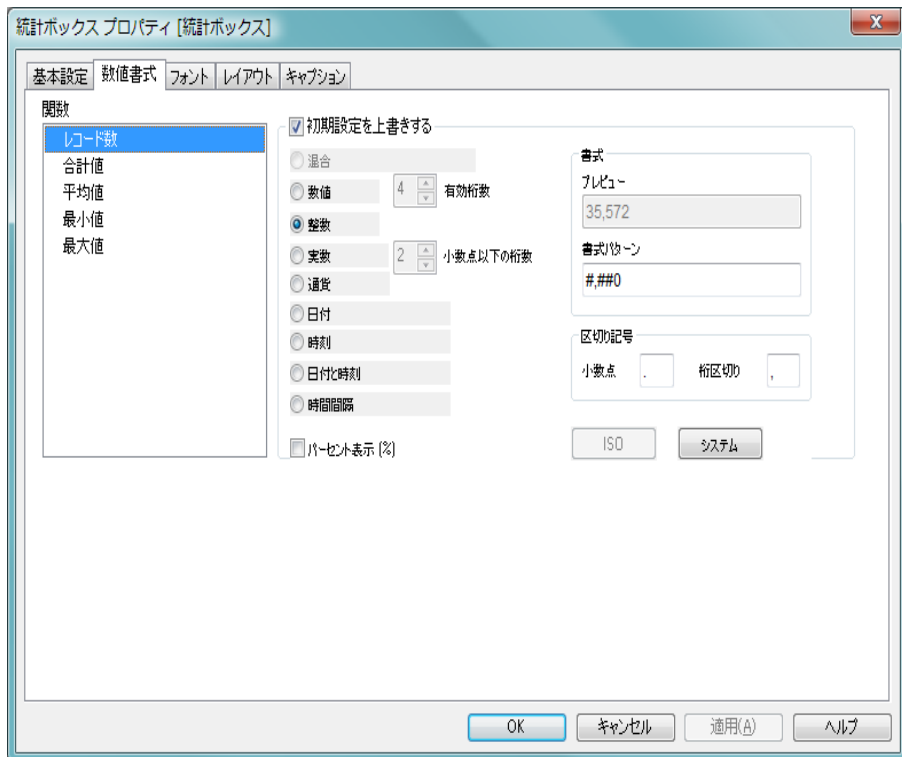 統計ボックス プロパティ [統計ボックス]
X
基本設定 数値書式 フォント レイアウト キャプション
関数
レコード数
合計値
平均値
最小値
最大値
初期設定を上書きする
混合
数値 4 有効桁数
整数
実数 2 小数点以下の桁数
通貨
日付
時刻
日付と時刻
時間間隔
パーセント表示 (%)
書式
プレビュー
35,572
書式パターン
#,##0
区切り記号
小数点 . 桁区切り ,
ISO システム
OK キャンセル 適用(A) ヘルプ